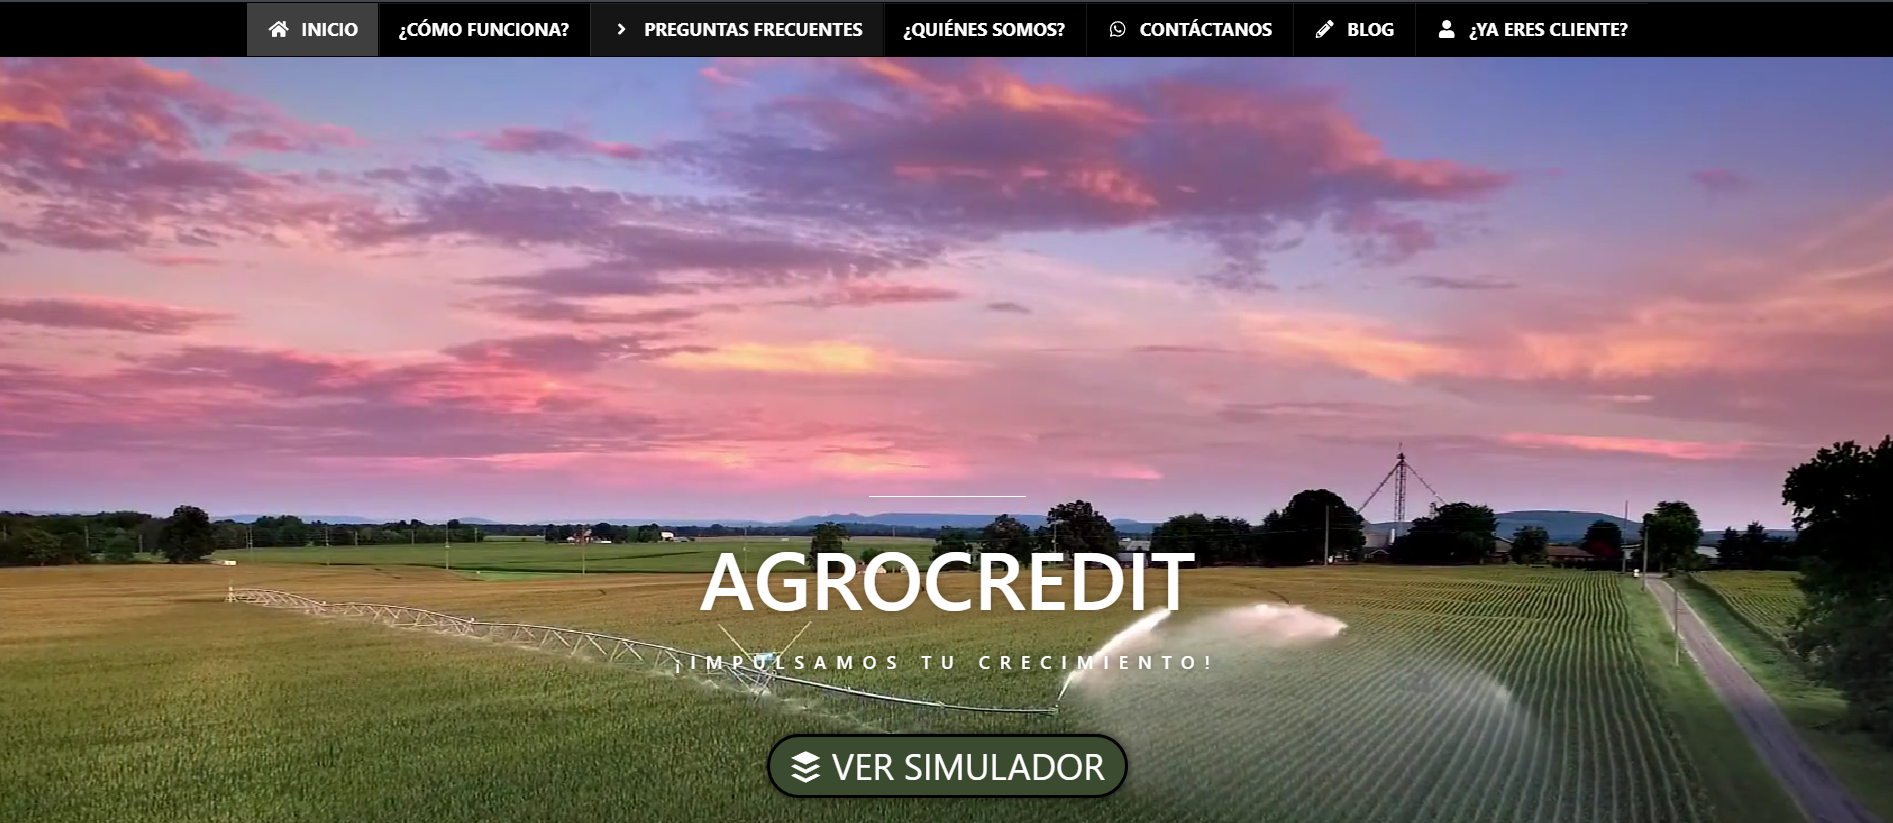 INICIO ¿CÓMO FUNCIONA? PREGUNTAS FRECUENTES ¿QUIÉNES SOMOS? CONTÁCTANOS BLOG ¿YA ERES CLIENTE?
AGROCREDIT
¡IMPULSAMOS TU CRECIMIENTO!
VER SIMULADOR